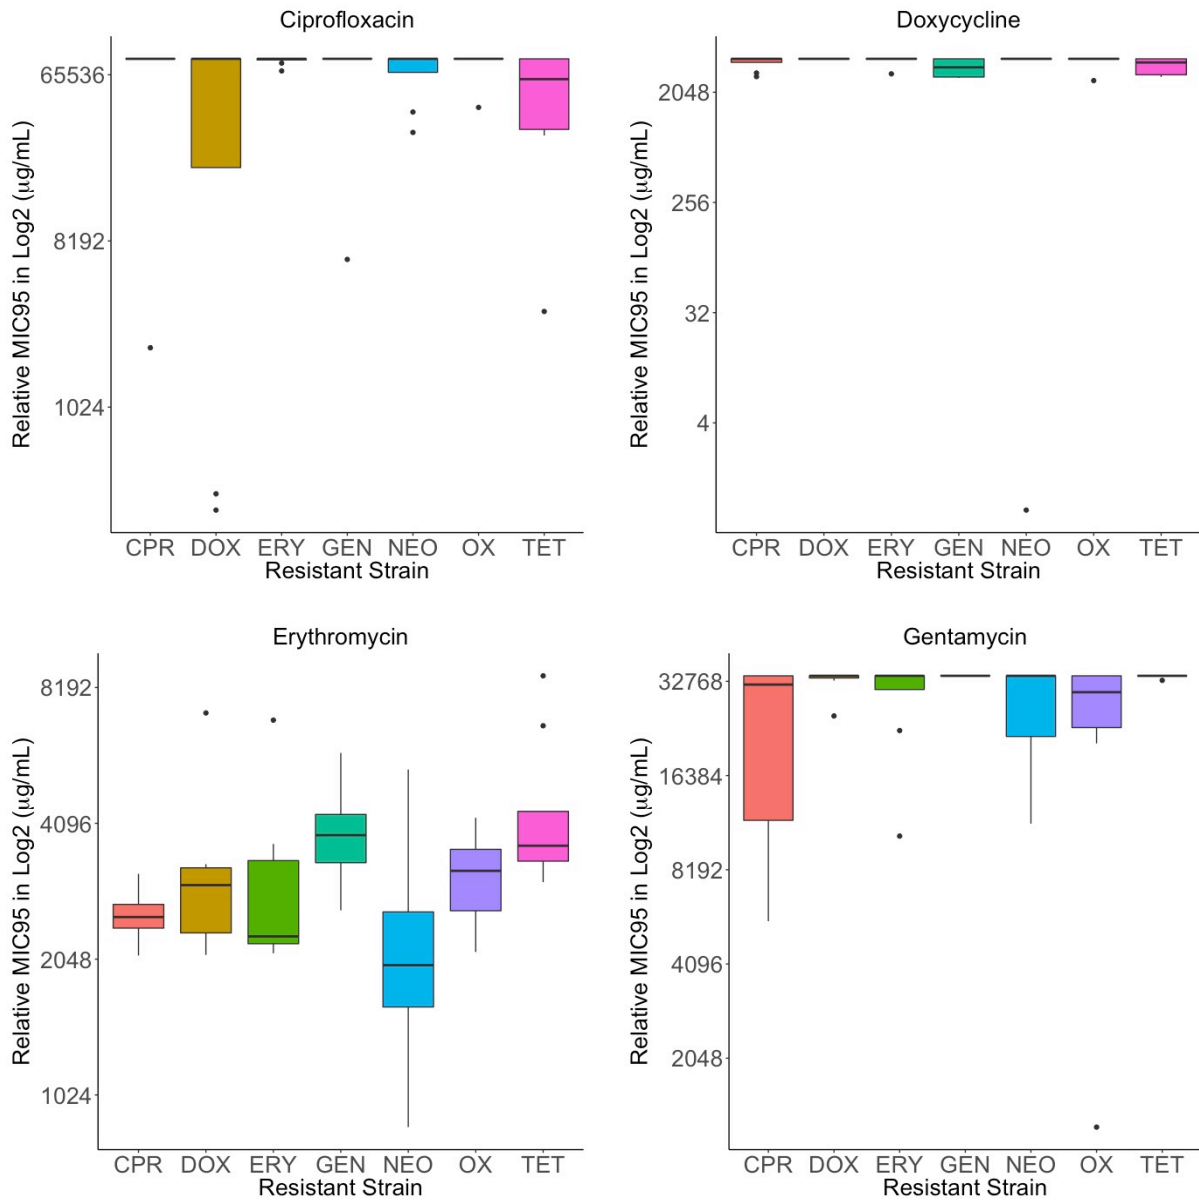 Ciprofloxacin
Relative MIC95 in Log2 (μg/mL)
65536
8192
1024
CPR DOX ERY GEN NEO OX TET
Resistant Strain
Doxycycline
Relative MIC95 in Log2 (μg/mL)
2048
256
32
4
CPR DOX ERY GEN NEO OX TET
Resistant Strain
Erythromycin
Relative MIC95 in Log2 (μg/mL)
8192
4096
2048
1024
CPR DOX ERY GEN NEO OX TET
Resistant Strain
Gentamycin
Relative MIC95 in Log2 (μg/mL)
32768
16384
8192
4096
2048
CPR DOX ERY GEN NEO OX TET
Resistant Strain